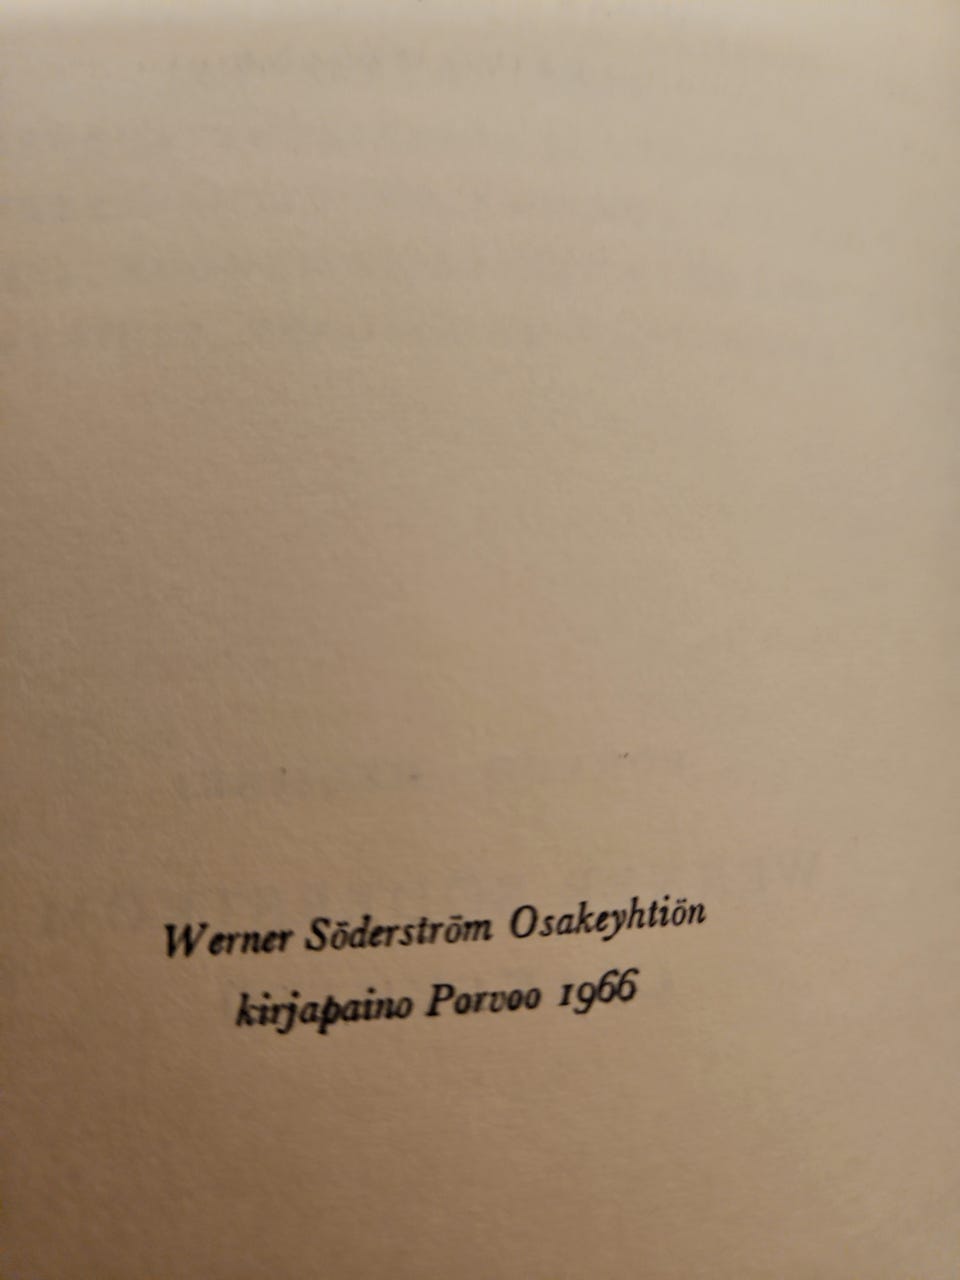 Werner Söderström Osakeyhtiön
kirjapaino Porvoo 1966